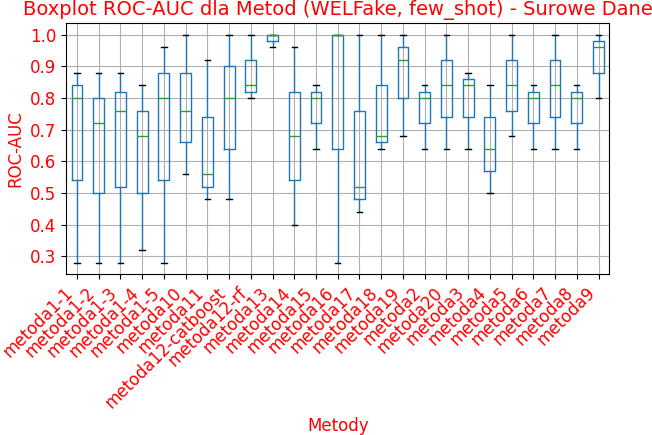 Boxplot ROC-AUC dla Metod (WELFake, few_shot) - Surowe Dane
ROC-AUC
1.0
0.9
0.8
0.7
0.6
0.5
0.4
0.3
metoda1-1
metoda1-2
metoda1-3
metoda1-4
metoda1-5
metoda10
metoda11
metoda12-catboost
metoda12-rf
metoda13
metoda14
metoda15
metoda16
metoda17
metoda18
metoda19
metoda2
metoda20
metoda3
metoda4
metoda5
metoda6
metoda7
metoda8
metoda9
Metody